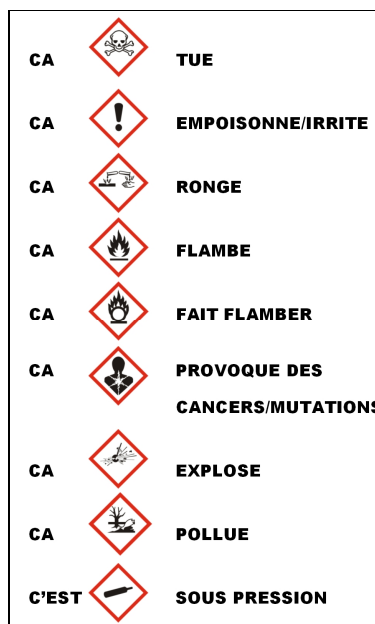 CA TUE
CA EMPOISONNE/IRRITE
CA RONGE
CA FLAMBE
CA FAIT FLAMBER
CA PROVOQUE DES
CANCERS/MUTATIONS
CA EXPLOSE
CA POLLUE
C'EST SOUS PRESSION